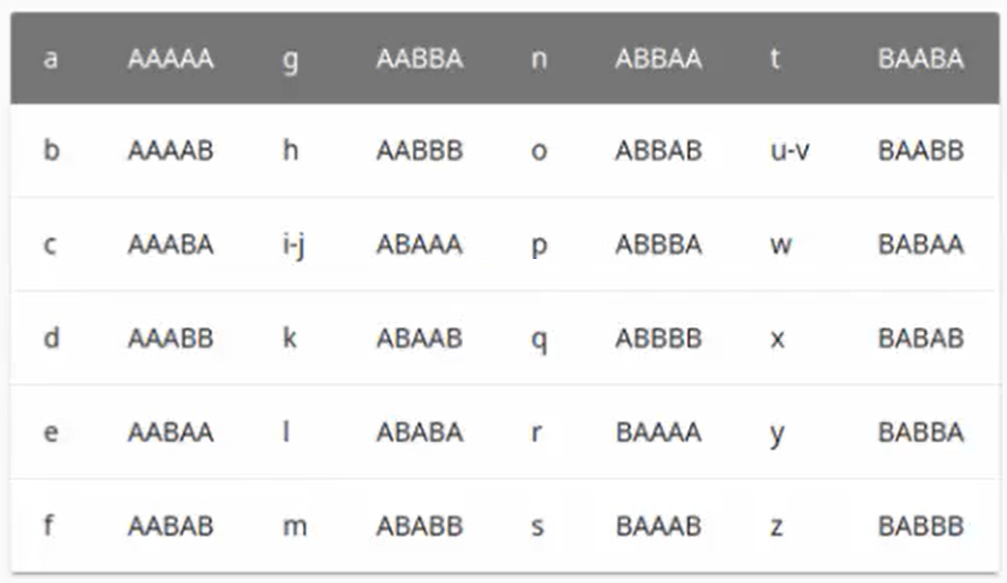 a AAAAA g AABBA n ABBAA t BAABA
b AAAAB h AABBB o ABBAB u-v BAABB
c AAABA i-j ABAAA p ABBBA w BABAA
d AAABB k ABAAB q ABBBB x BABAB
e AABAA l ABABA r BAAAA y BABBA
f AABAB m ABABB s BAAAB z BABBB